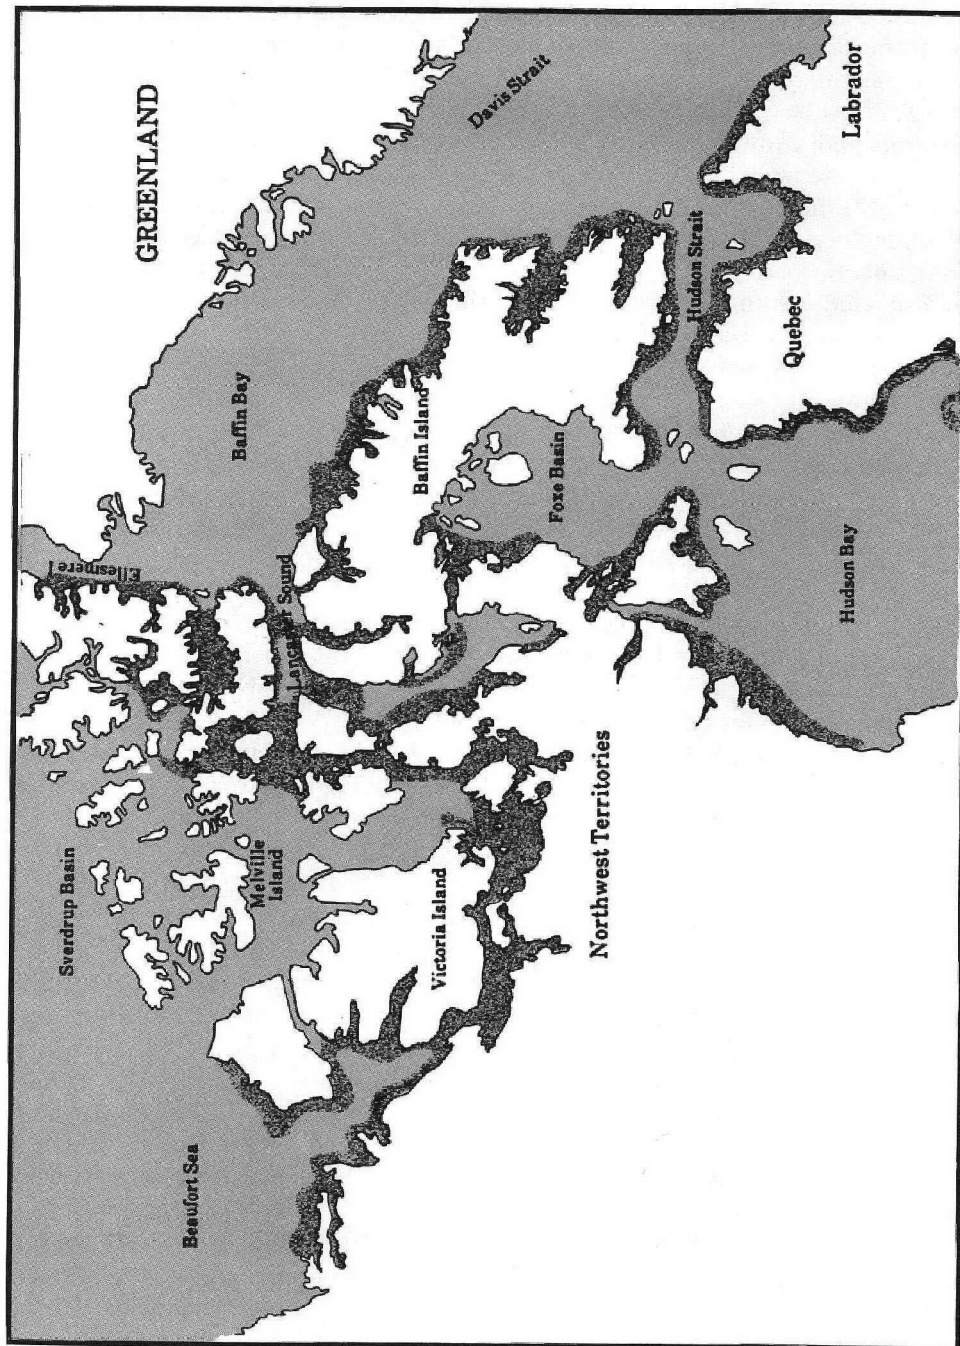 Sverdrup Basin
Beaufort Sea
Melville
Island
Victoria Island
Northwest Territories
Ellesmere I
Lancaster Sound
Baffin Bay
GREENLAND
Davis Strait
Baffin Island
Foxe Basin
Hudson Strait
Hudson Bay
Quebec
Labrador